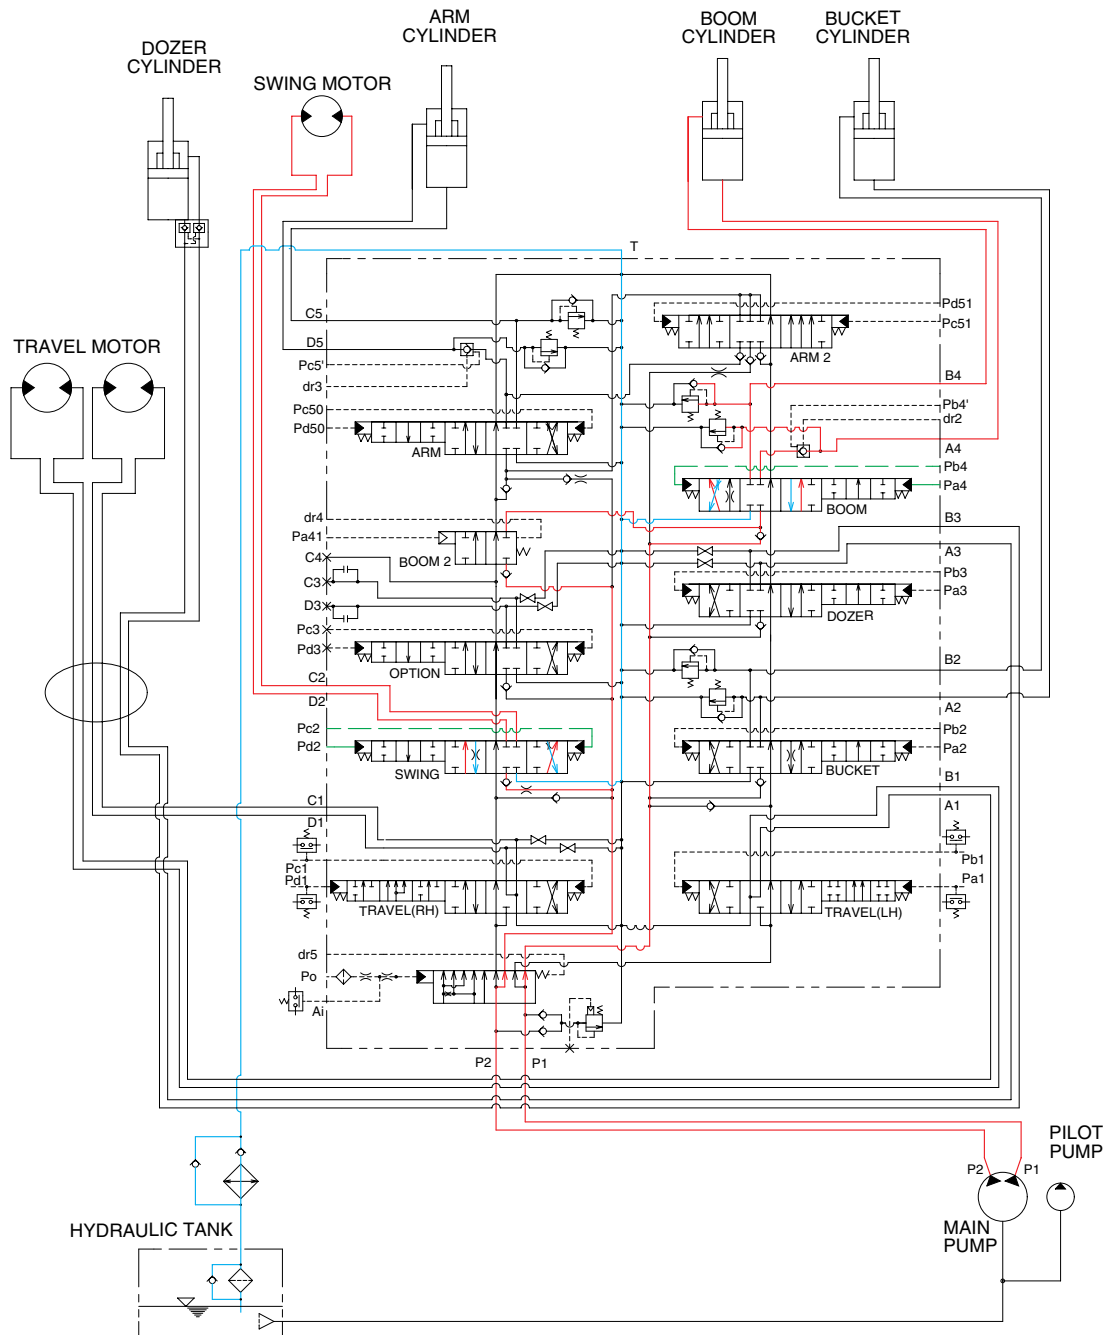 ARM
CYLINDER
BOOM
CYLINDER
BUCKET
CYLINDER
DOZER
CYLINDER
SWING MOTOR
TRAVEL MOTOR
T
C5
D5
Pc5'
dr3
Pc50
Pd50
ARM
dr4
Pa41
BOOM 2
C4
C3
D3
Pc3
Pd3
OPTION
C2
D2
Pc2
Pd2
SWING
C1
D1
Pc1
Pd1
TRAVEL(RH)
dr5
Po
Ai
Pd51
Pc51
ARM 2
B4
Pb4'
dr2
A4
Pb4
Pa4
BOOM
B3
A3
Pb3
Pa3
DOZER
B2
A2
Pb2
Pa2
BUCKET
B1
A1
Pb1
Pa1
TRAVEL(LH)
P2
P1
P2
P1
PILOT
PUMP
MAIN
PUMP
HYDRAULIC TANK